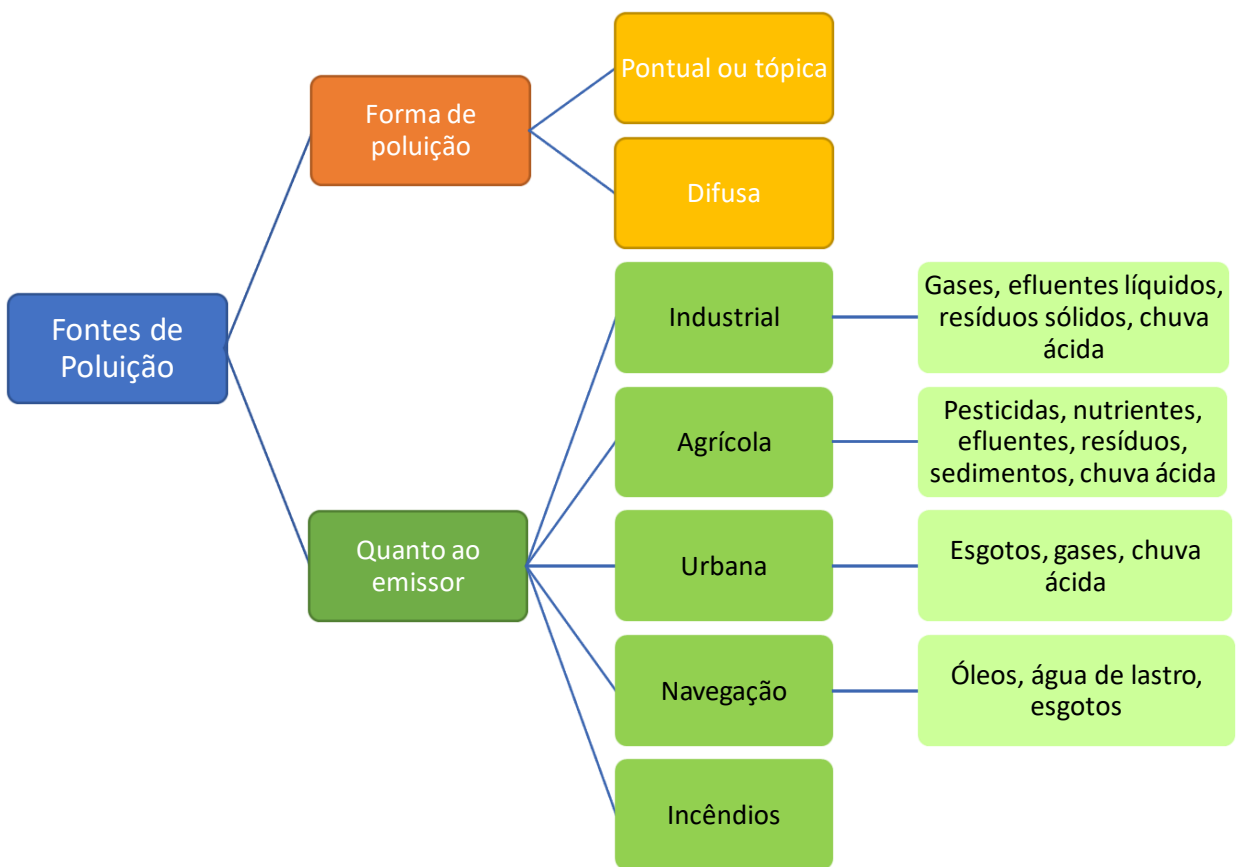 Fontes de
Poluição
Forma de
poluição
Pontual ou tópica
Difusa
Quanto ao
emissor
Industrial
Gases, efluentes líquidos,
resíduos sólidos, chuva
ácida
Agrícola
Pesticidas, nutrientes,
efluentes, resíduos,
sedimentos, chuva ácida
Urbana
Esgotos, gases, chuva
ácida
Navegação
Óleos, água de lastro,
esgotos
Incêndios